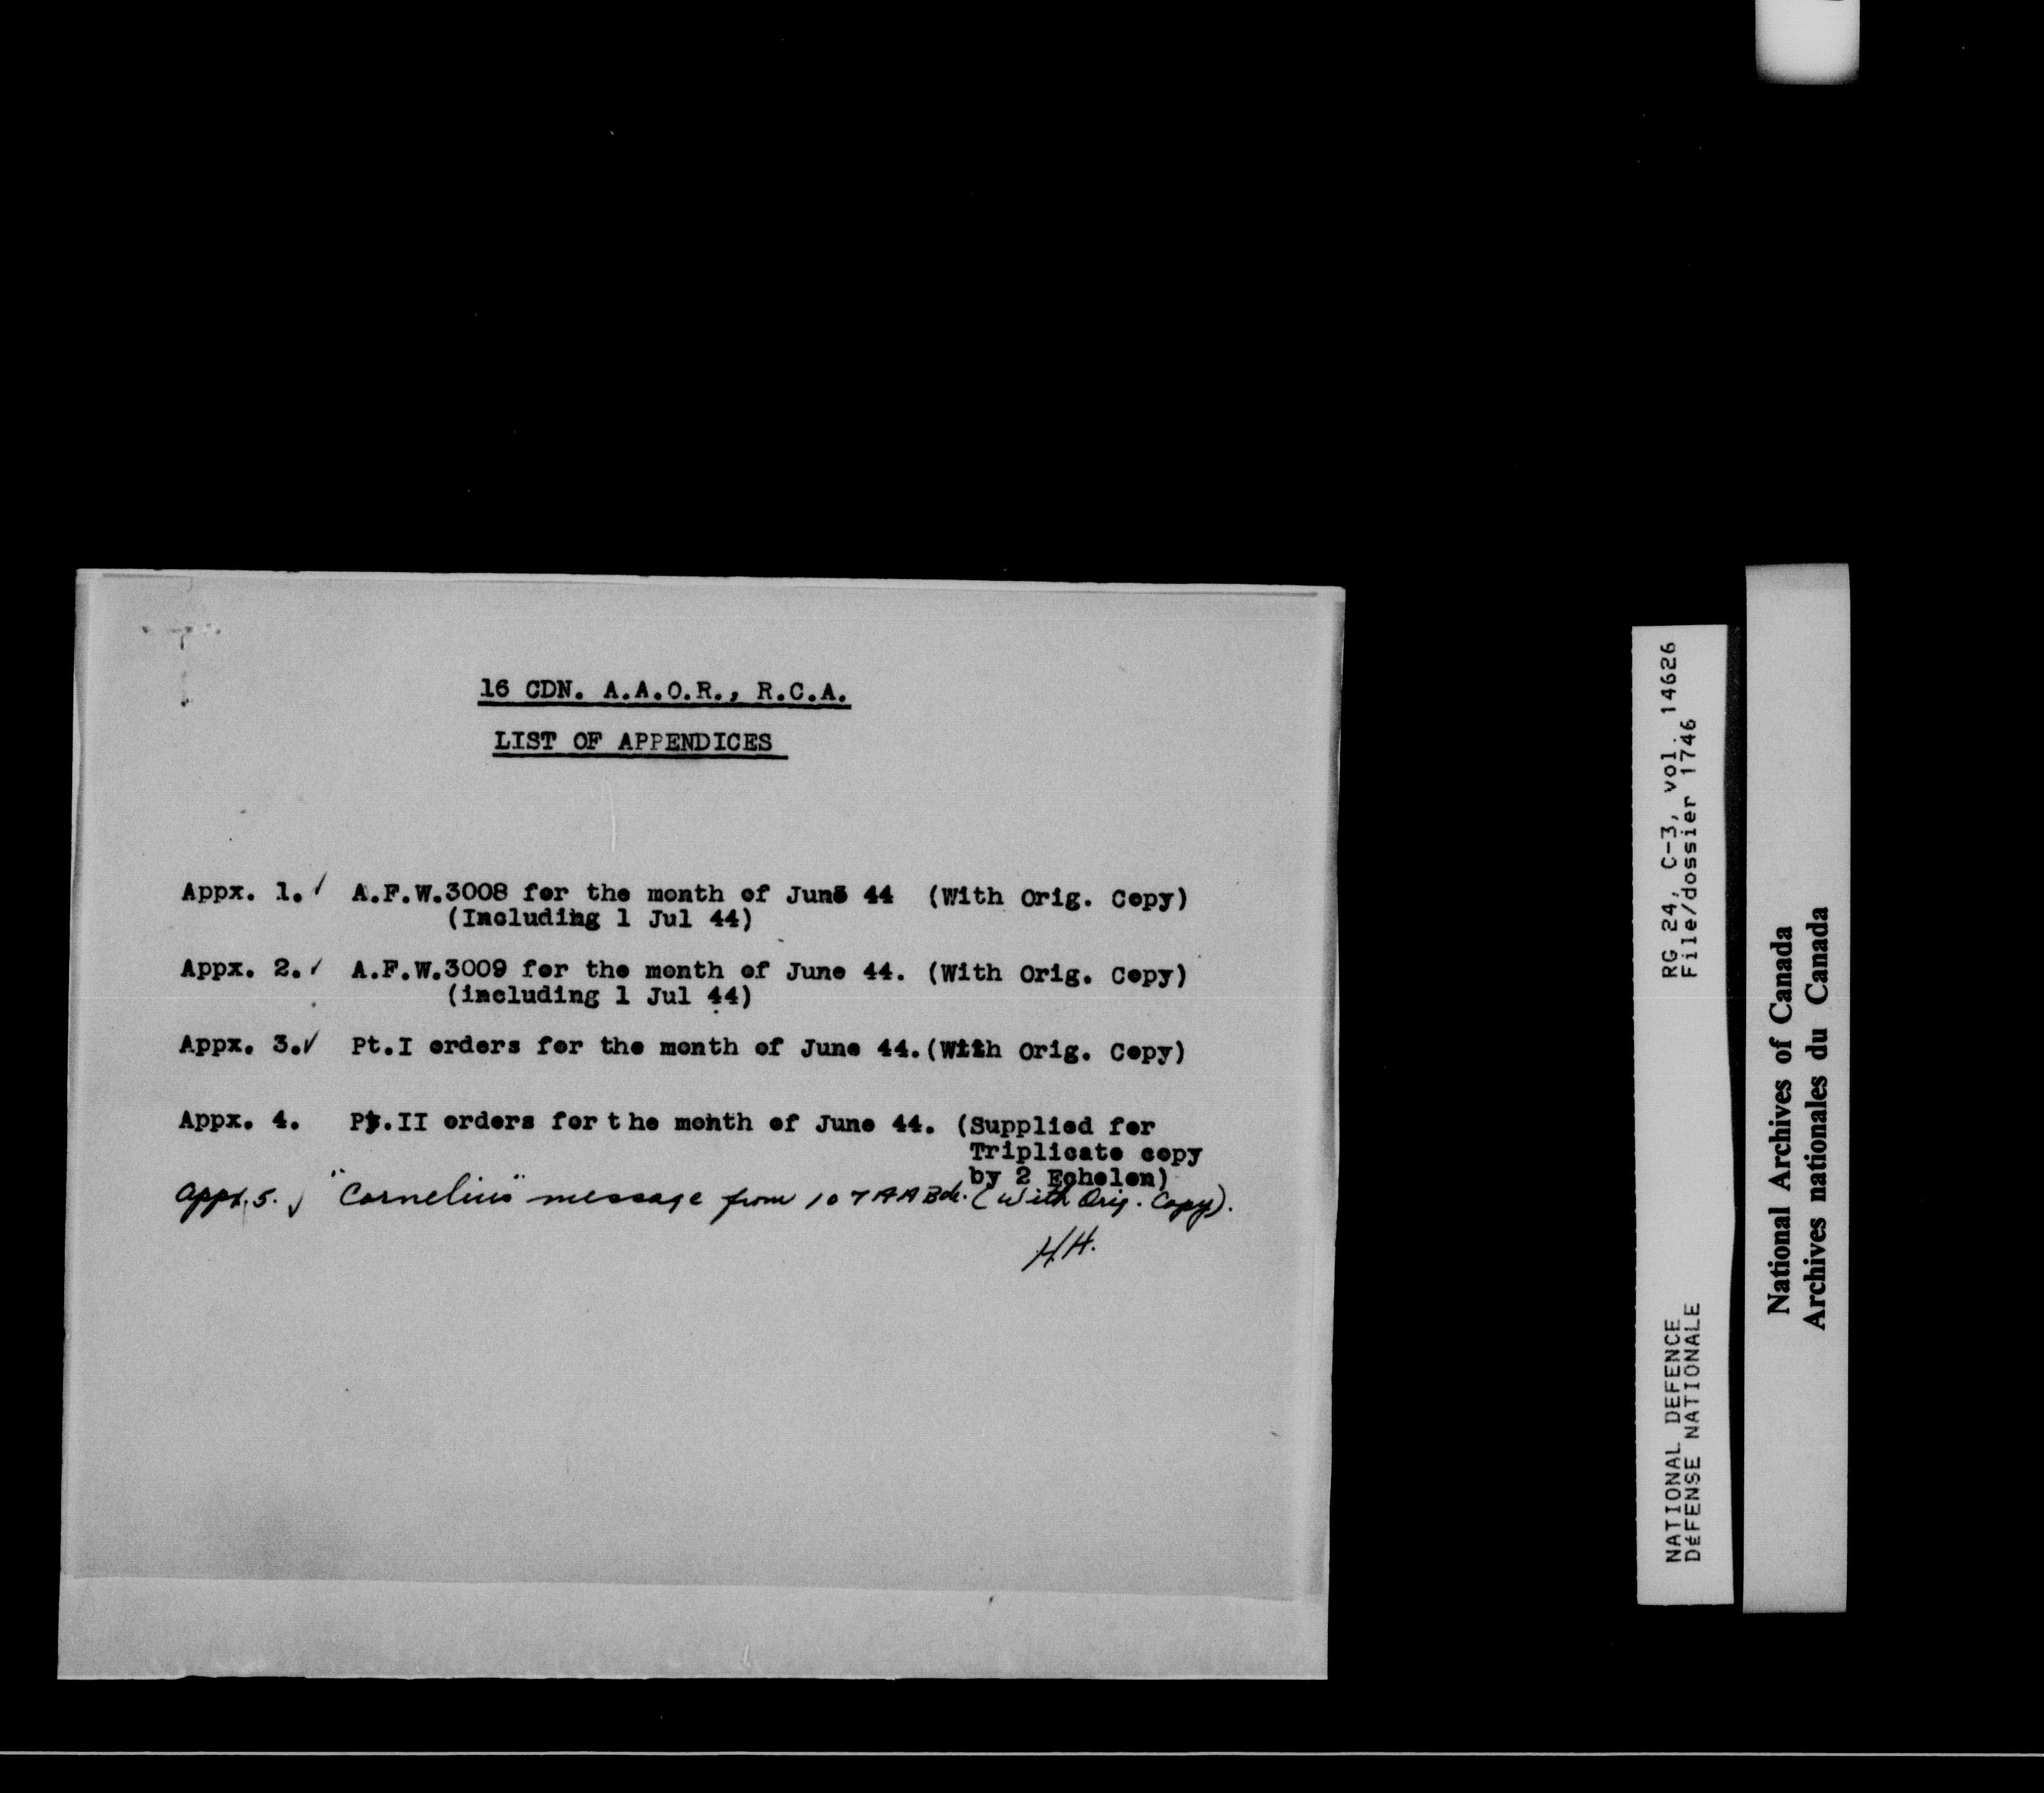 16 CDN. A.A.O.R., R.C.A.
LIST OF APPENDICES
Appx. 1. ✓ A.F.W.3008 for the month of June 44 (With Orig. Copy)
(Including 1 Jul 44)
Appx. 2. ✓ A.F.W.3009 for the month of June 44. (With Orig. Copy)
(including 1 Jul 44)
Appx. 3. ✓ Pt.I orders for the month of June 44. (With Orig. Copy)
Appx. 4. Pt.II orders for the month of June 44. (Supplied for
Triplicate copy
by 2 Echelon)
Appx. 5. ✓ "Cornelius" message from 107 AA Bde. (With Orig. Copy).
HH.
RG 24, C-3, vol. 14626
File/dossier 1746
NATIONAL DEFENCE
DÉFENSE NATIONALE
National Archives of Canada
Archives nationales du Canada